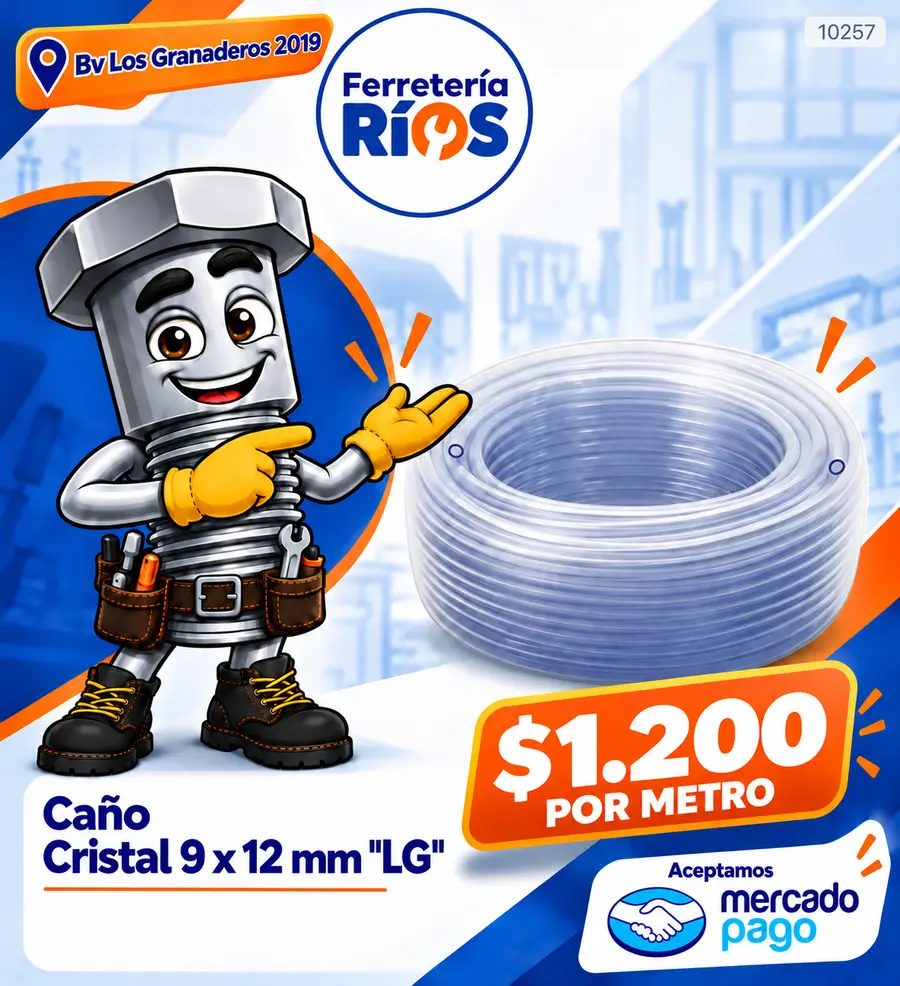 Bv Los Granaderos 2019
Ferretería
Ríos
10257
$1.200
POR METRO
Caño
Cristal 9 x 12 mm "LG"
Aceptamos
mercado
pago